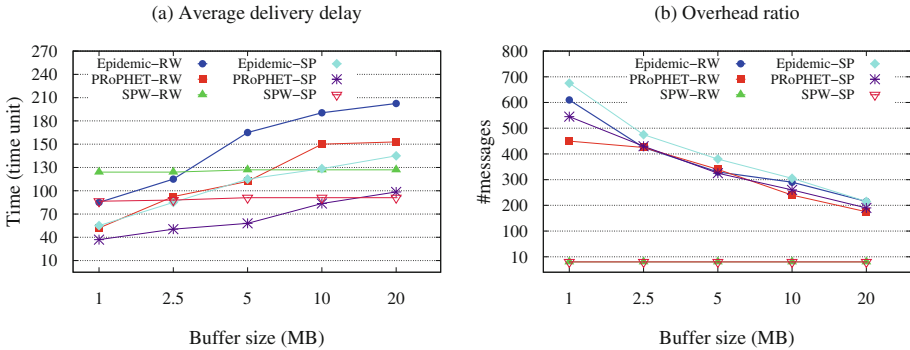 (a) Average delivery delay
Time (time unit)
270
240
210
180
150
130
100
70
40
10
Epidemic−RW
PRoPHET−RW
SPW−RW
Epidemic−SP
PRoPHET−SP
SPW−SP
1 2.5 5 10 20
Buffer size (MB)
(b) Overhead ratio
#messages
800
700
600
500
400
300
200
100
10
Epidemic−RW
PRoPHET−RW
SPW−RW
Epidemic−SP
PRoPHET−SP
SPW−SP
1 2.5 5 10 20
Buffer size (MB)